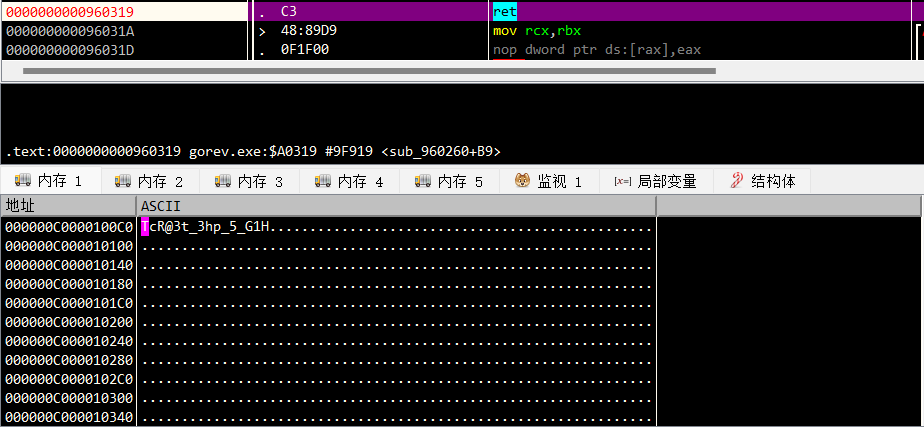 0000000000960319 . C3 ret
000000000096031A > 48:89D9 mov rcx,rbx
000000000096031D . 0F1F00 nop dword ptr ds:[rax],eax
.text:0000000000960319 gorev.exe:$A0319 #9F919 <sub_960260+B9>
内存 1 内存 2 内存 3 内存 4 内存 5 监视 1 [x=] 局部变量 结构体
地址 ASCII
000000C0000100C0 TcR@3t_3hp_5_G1H................................................
000000C000010100 ................................................................
000000C000010140 ................................................................
000000C000010180 ................................................................
000000C0000101C0 ................................................................
000000C000010200 ................................................................
000000C000010240 ................................................................
000000C000010280 ................................................................
000000C0000102C0 ................................................................
000000C000010300 ................................................................
000000C000010340 ................................................................